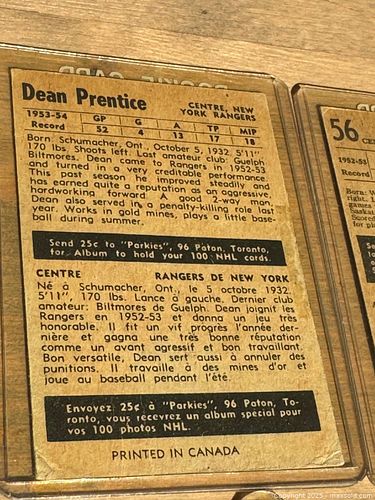 Dean Prentice
CENTRE, NEW
YORK RANGERS
1953-54 GP G A TP MIP
Record 52 4 13 17 18
Born Schumacher, Ont., October 5, 1932, 5'11",
170 lbs. Shoots left. Last amateur club: Guelph
Biltmores. Dean came to Rangers in 1952-53
and turned in a very creditable performance
This past season he improved steadily and
has earned quite a reputation as an aggressive,
hardworking forward. A good 2-way man,
Dean also served in a penalty-killing role last
year. Works in gold mines, plays a little base-
ball during summer.
Send 25c to "Parkies", 96 Paton, Toronto,
for Album to hold your 100 NHL cards.
CENTRE RANGERS DE NEW YORK
Né à Schumacher, Ont., le 5 octobre 1932,
5'11", 170 lbs. Lance à gauche. Dernier club
amateur: Biltmores de Guelph. Dean joignit les
Rangers en 1952-53 et donna un jeu très
honorable. Il fit un vif progrès l'année der-
nière et gagna une très bonne réputation
comme un avant agressif et bon travaillant.
Bon versatile, Dean sert aussi à annuler des
punitions. Il travaille à des mines d'or et
joue au baseball pendant l'été.
Envoyez 25¢ à "Parkies", 96 Paton, To-
ronto, vous recevrez un album spécial pour
vos 100 photos NHL.
PRINTED IN CANADA
56
1953-5
Record
Born: W
right. L
Saskat
Scored
for p
Copyright 2025 - maxsold.com